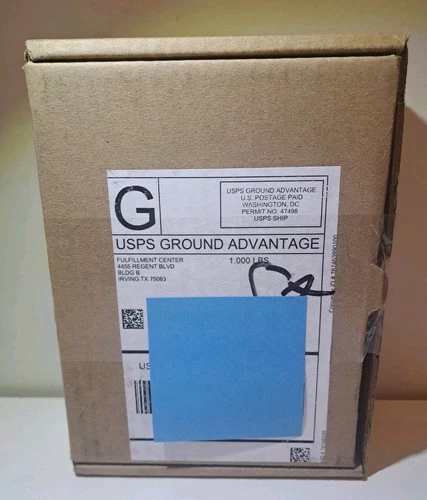 G
USPS GROUND ADVANTAGE
U.S. POSTAGE PAID
WASHINGTON, DC
PERMIT NO. 47498
USPS SHIP
USPS GROUND ADVANTAGE
FULFILLMENT CENTER
4455 REGENT BLVD
BLDG B
IRVING TX 75063
1.000 LBS
US